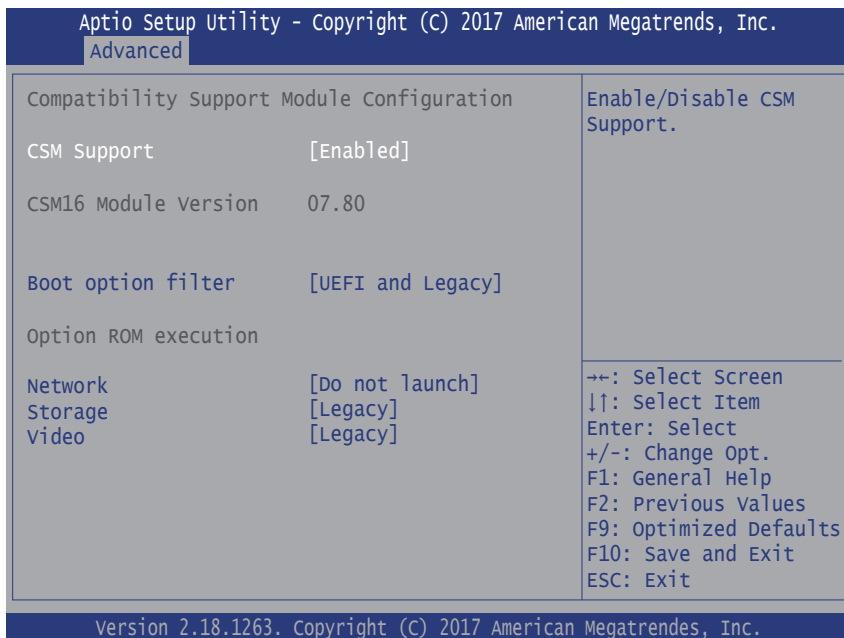 Aptio Setup Utility - Copyright (C) 2017 American Megatrends, Inc.
Advanced
Compatibility Support Module Configuration
CSM Support [Enabled]
CSM16 Module Version 07.80
Boot option filter [UEFI and Legacy]
Option ROM execution
Network [Do not launch]
Storage [Legacy]
Video [Legacy]
Enable/Disable CSM
Support.
→←: Select Screen
↓↑: Select Item
Enter: Select
+/-: Change Opt.
F1: General Help
F2: Previous Values
F9: Optimized Defaults
F10: Save and Exit
ESC: Exit
Version 2.18.1263. Copyright (C) 2017 American Megatrendes, Inc.